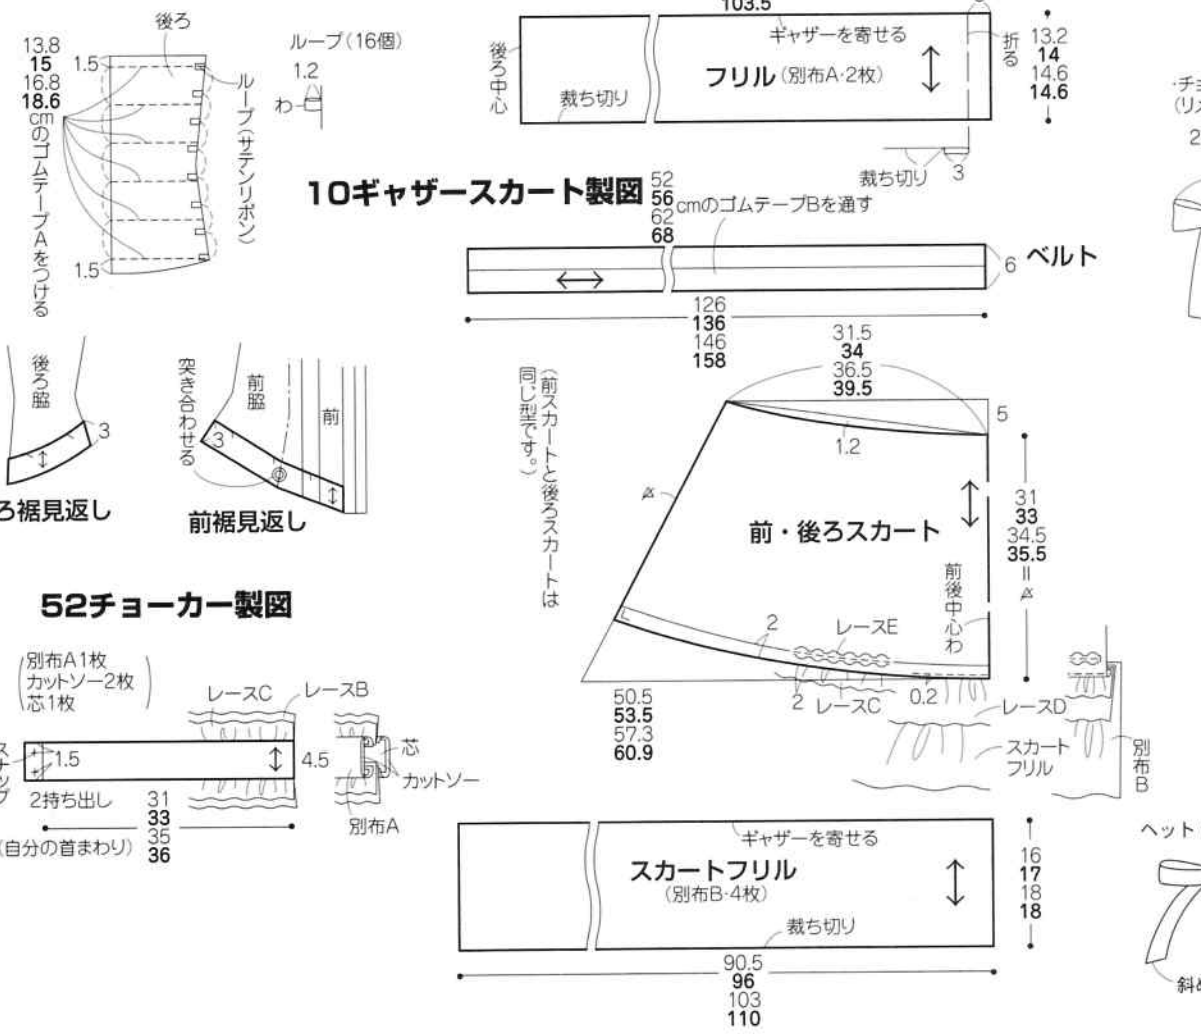 後ろ
13.8
15
16.8
18.6
cmのゴムテープAをつける
1.5
1.5
ループ(サテンリボン)
ループ(16個)
1.2
わ
103.5
後ろ中心
ギャザーを寄せる
フリル(別布A・2枚)
裁ち切り
折る
13.2
14
14.6
14.6
裁ち切り
3
10ギャザースカート製図
52
56
62
68
cmのゴムテープBを通す
6
ベルト
126
136
146
158
後ろ脇
3
ろ裾見返し
突き合わせる
前脇
前
3
前裾見返し
(前スカートと後ろスカートは
同じ型です。)
31.5
34
36.5
39.5
5
1.2
前・後ろスカート
31
33
34.5
35.5
=
前後中心わ
2
レースE
2
レースC
0.2
レースD
スカート
フリル
別布B
50.5
53.5
57.3
60.9
52チョーカー製図
(別布A1枚
カットソー2枚
芯1枚)
レースC
レースB
スナップ
1.5
4.5
芯
カットソー
別布A
2持ち出し
(自分の首まわり)
31
33
35
36
ギャザーを寄せる
スカートフリル
(別布B・4枚)
裁ち切り
16
17
18
18
90.5
96
103
110
・チョ
(リ
2
ヘット
斜め